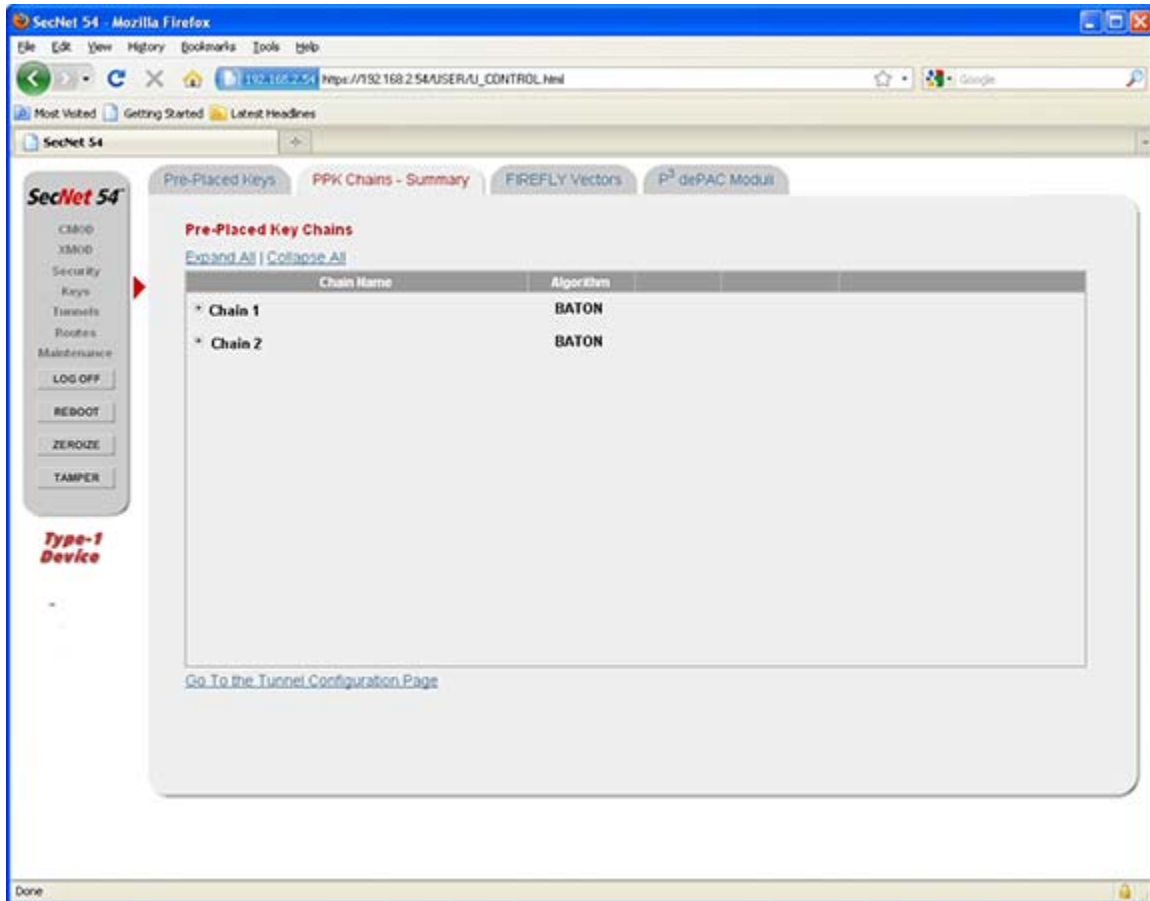 SecNet 54 - Mozilla Firefox
File Edit View History Bookmarks Tools Help
192.168.2.54 https://192.168.2.54/USER/U_CONTROL.html Google
Most Visited Getting Started Latest Headlines
SecNet 54
SecNet 54™
CMOD
XMOD
Security
Keys
Tunnels
Routes
Maintenance
LOG OFF
REBOOT
ZEROIZE
TAMPER
Type-1
Device
Pre-Placed Keys PPK Chains - Summary FIREFLY Vectors P³ dePAC Moduli
Pre-Placed Key Chains
Expand All | Collapse All
Chain Name Algorithm
* Chain 1 BATON
* Chain 2 BATON
Go To the Tunnel Configuration Page
Done